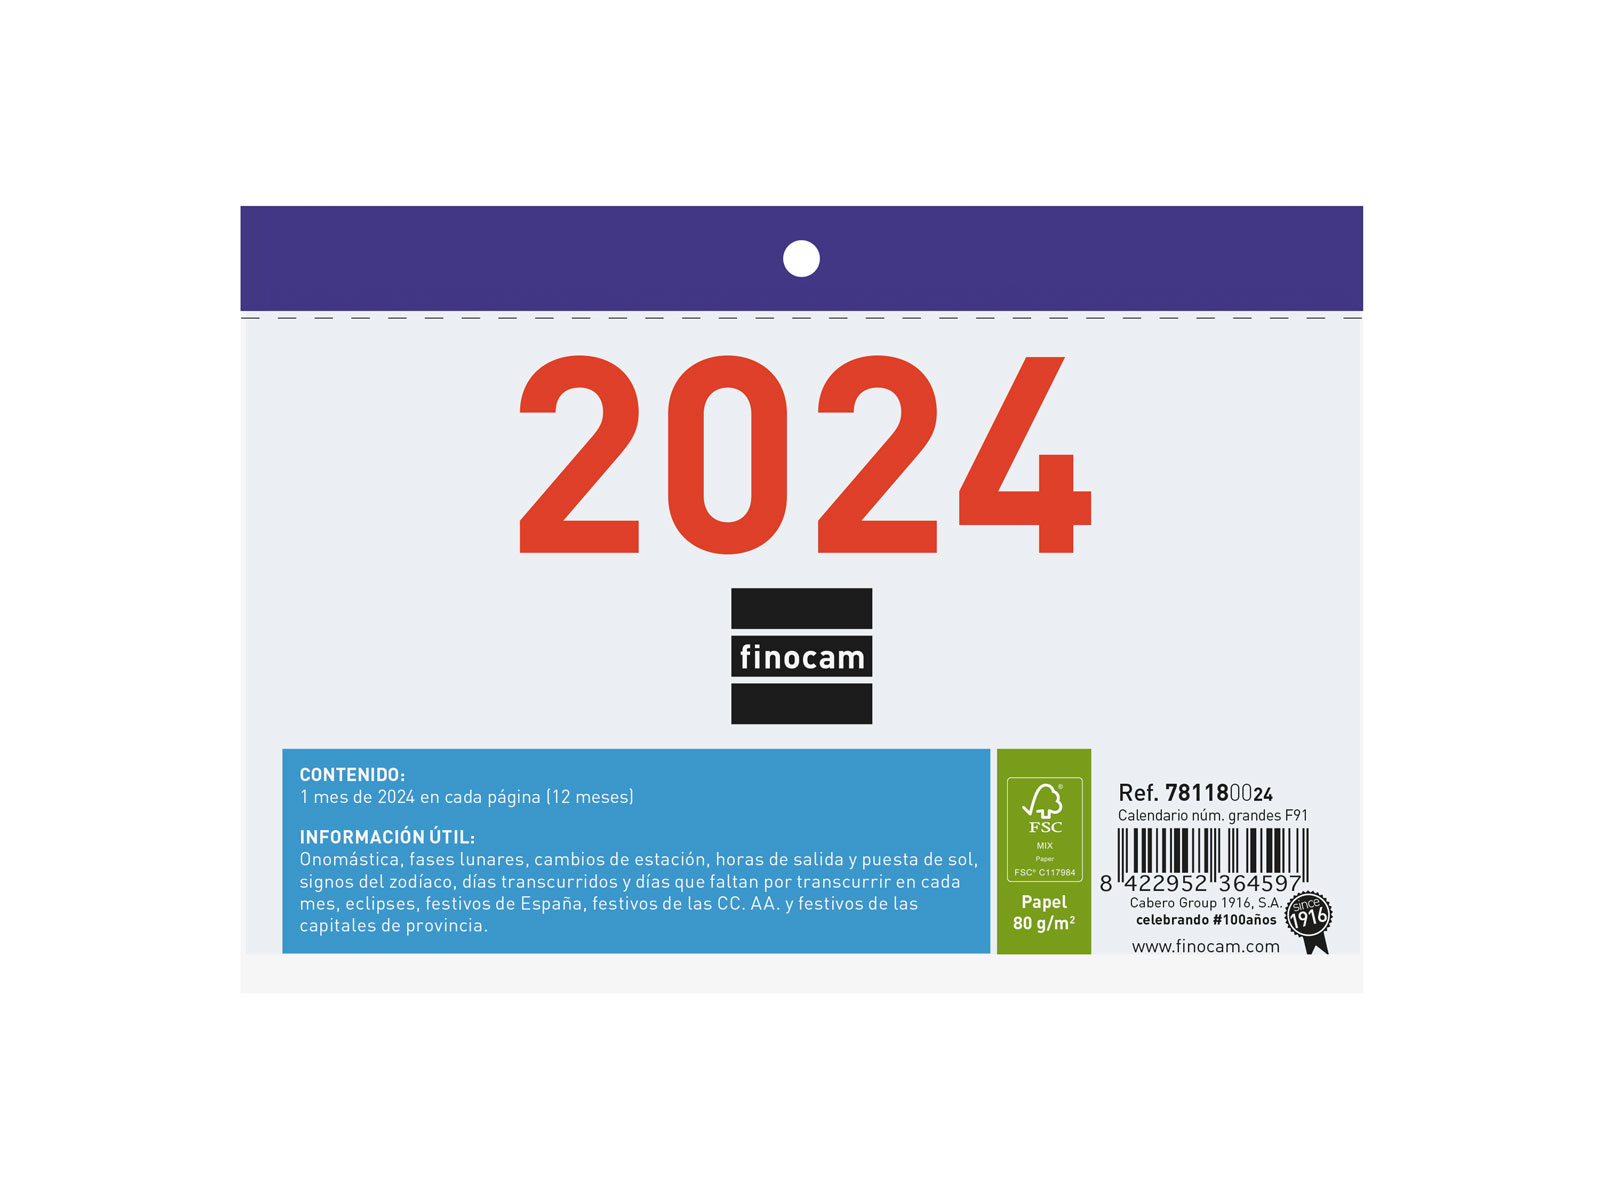 2024
finocam
CONTENIDO:
1 mes de 2024 en cada página (12 meses)
INFORMACIÓN ÚTIL:
Onomástica, fases lunares, cambios de estación, horas de salida y puesta de sol,
signos del zodíaco, días transcurridos y días que faltan por transcurrir en cada
mes, eclipses, festivos de España, festivos de las CC. AA. y festivos de las
capitales de provincia.
®
FSC
MIX
Paper
FSC® C117984
Papel
80 g/m²
Ref. 781180024
Calendario núm. grandes F91
8 422952 364597
Cabero Group 1916, S.A.
celebrando #100años
since
1916
www.finocam.com